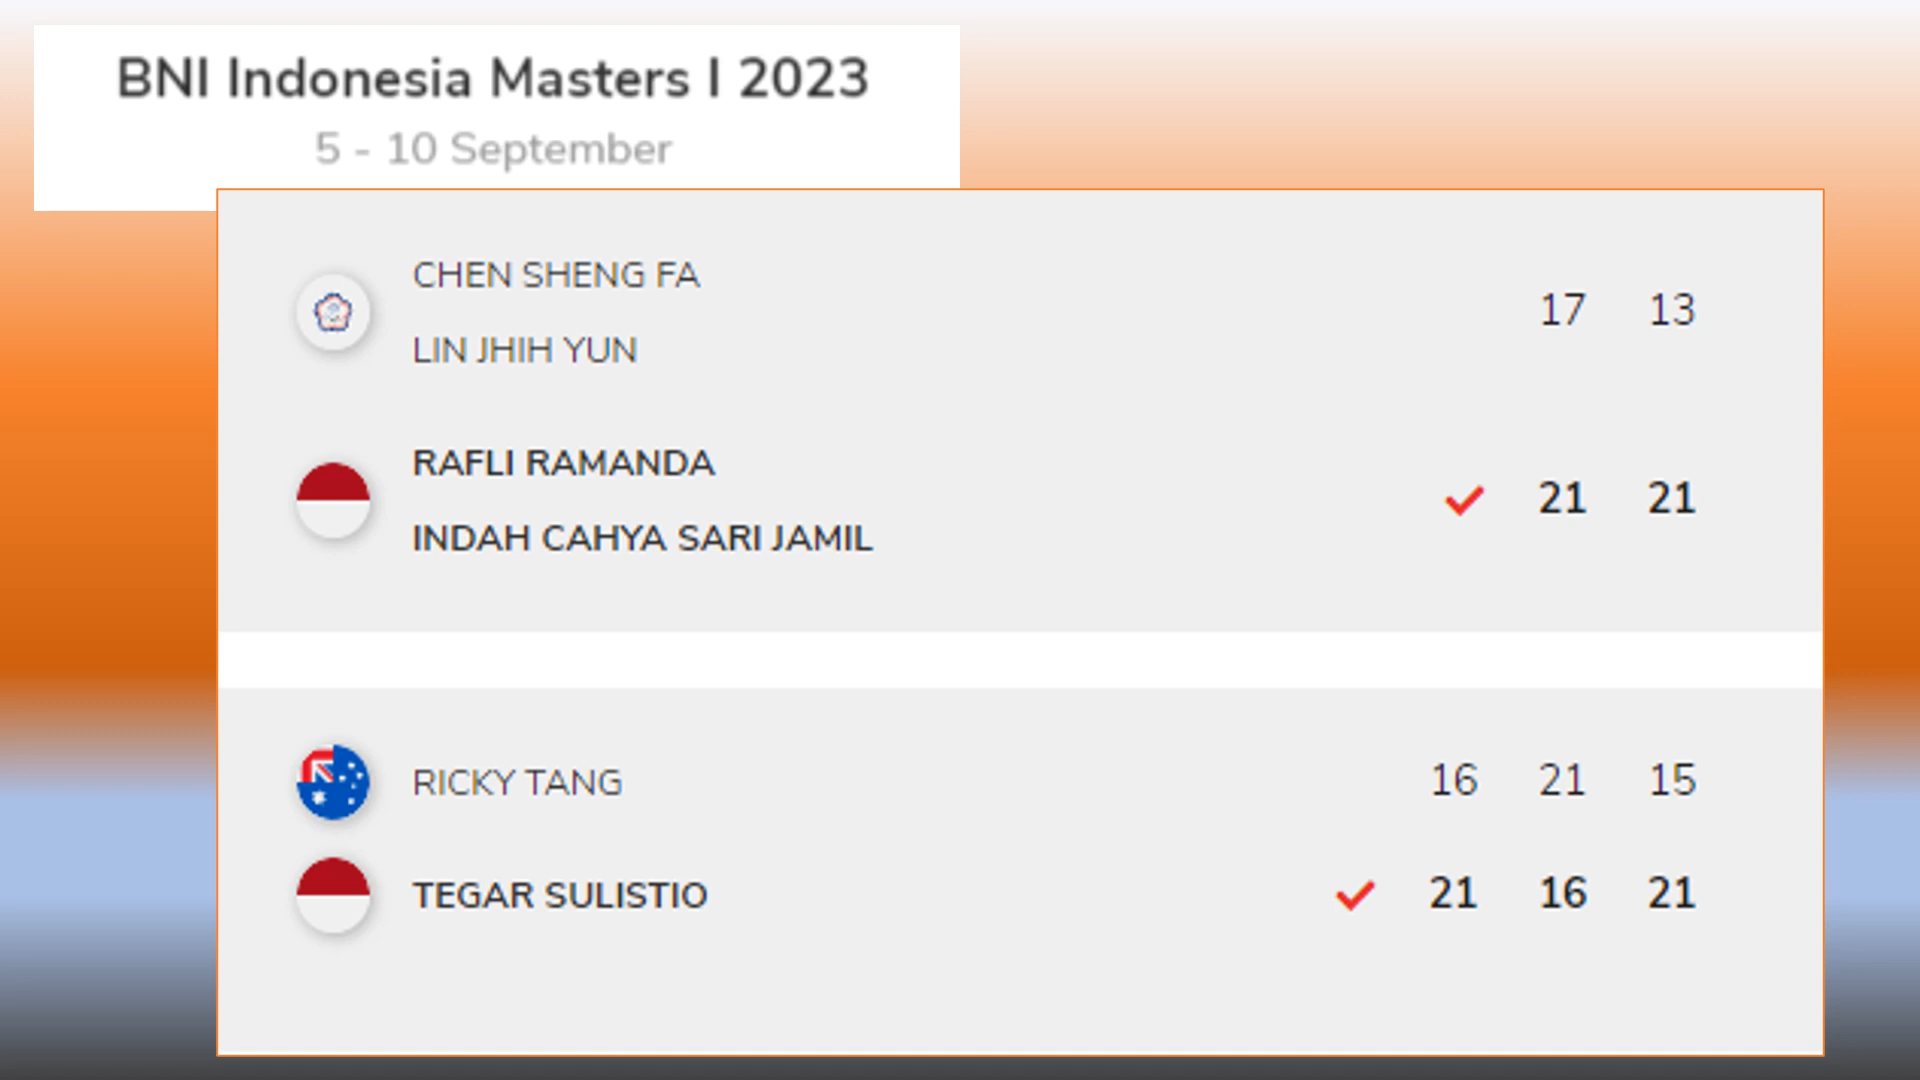 BNI Indonesia Masters I 2023
5 - 10 September
CHEN SHENG FA
LIN JHIH YUN
17 13
RAFLI RAMANDA
INDAH CAHYA SARI JAMIL
21 21
RICKY TANG 16 21 15
TEGAR SULISTIO 21 16 21